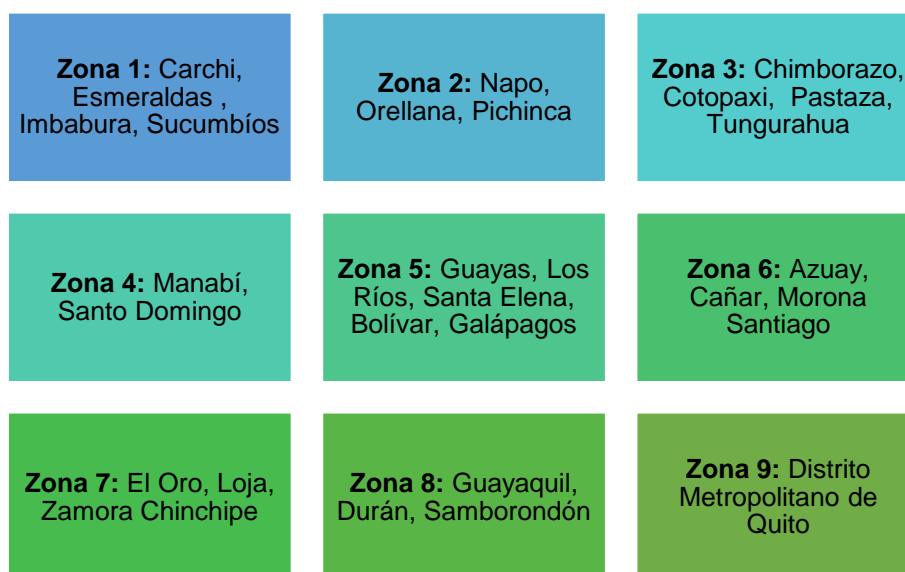 Zona 1: Carchi,
Esmeraldas ,
Imbabura, Sucumbíos
Zona 2: Napo,
Orellana, Pichinca
Zona 3: Chimborazo,
Cotopaxi, Pastaza,
Tungurahua
Zona 4: Manabí,
Santo Domingo
Zona 5: Guayas, Los
Ríos, Santa Elena,
Bolívar, Galápagos
Zona 6: Azuay,
Cañar, Morona
Santiago
Zona 7: El Oro, Loja,
Zamora Chinchipe
Zona 8: Guayaquil,
Durán, Samborondón
Zona 9: Distrito
Metropolitano de
Quito